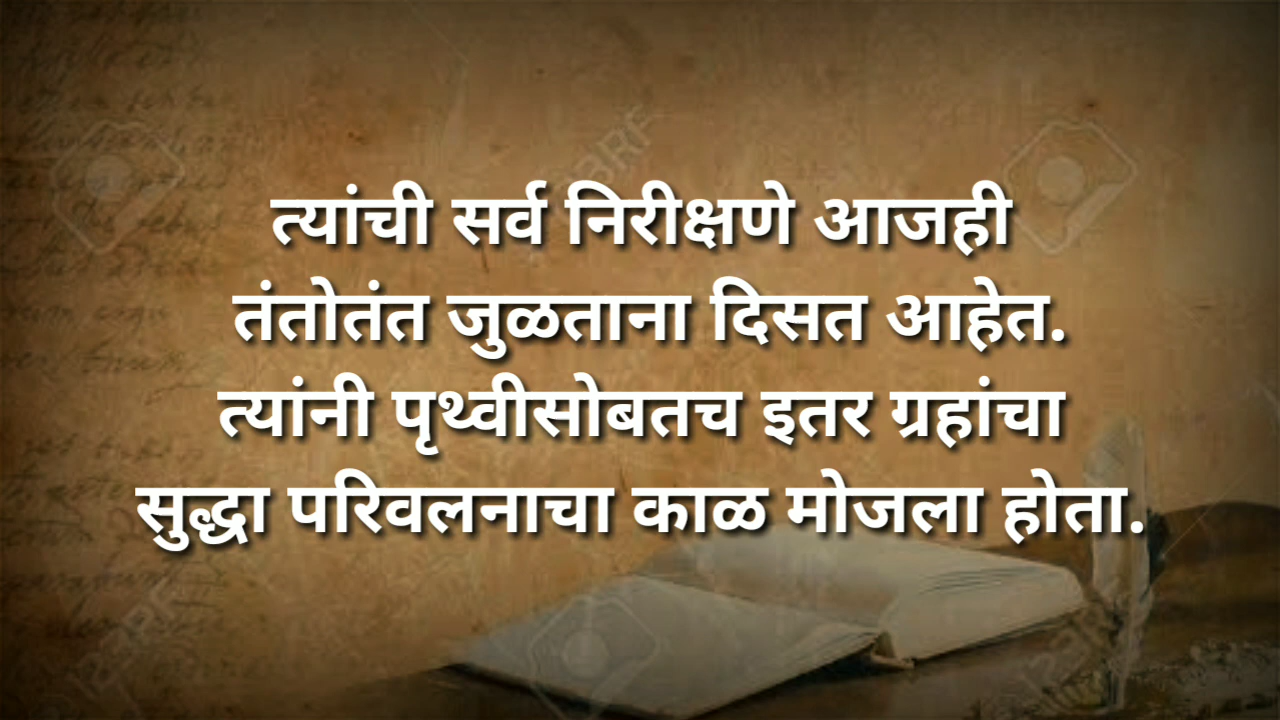 त्यांची सर्व निरीक्षणे आजही
तंतोतंत जुळताना दिसत आहेत.
त्यांनी पृथ्वीसोबतच इतर ग्रहांचा
सुद्धा परिवलनाचा काळ मोजला होता.